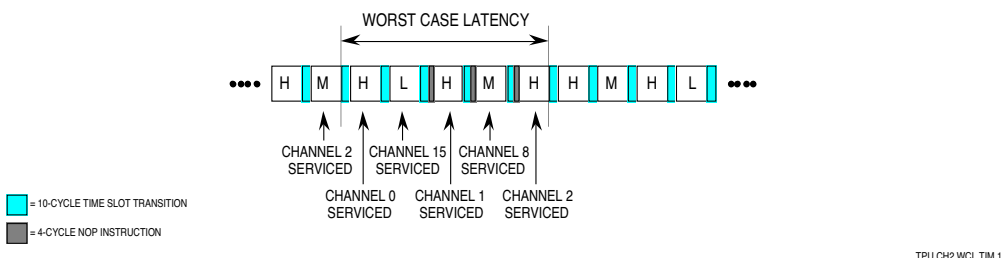 WORST CASE LATENCY
H M H L H M H H M H L
CHANNEL 2 SERVICED
CHANNEL 15 SERVICED
CHANNEL 8 SERVICED
CHANNEL 0 SERVICED
CHANNEL 1 SERVICED
CHANNEL 2 SERVICED
= 10-CYCLE TIME SLOT TRANSITION
= 4-CYCLE NOP INSTRUCTION
TPU CH2 WCL TIM 1